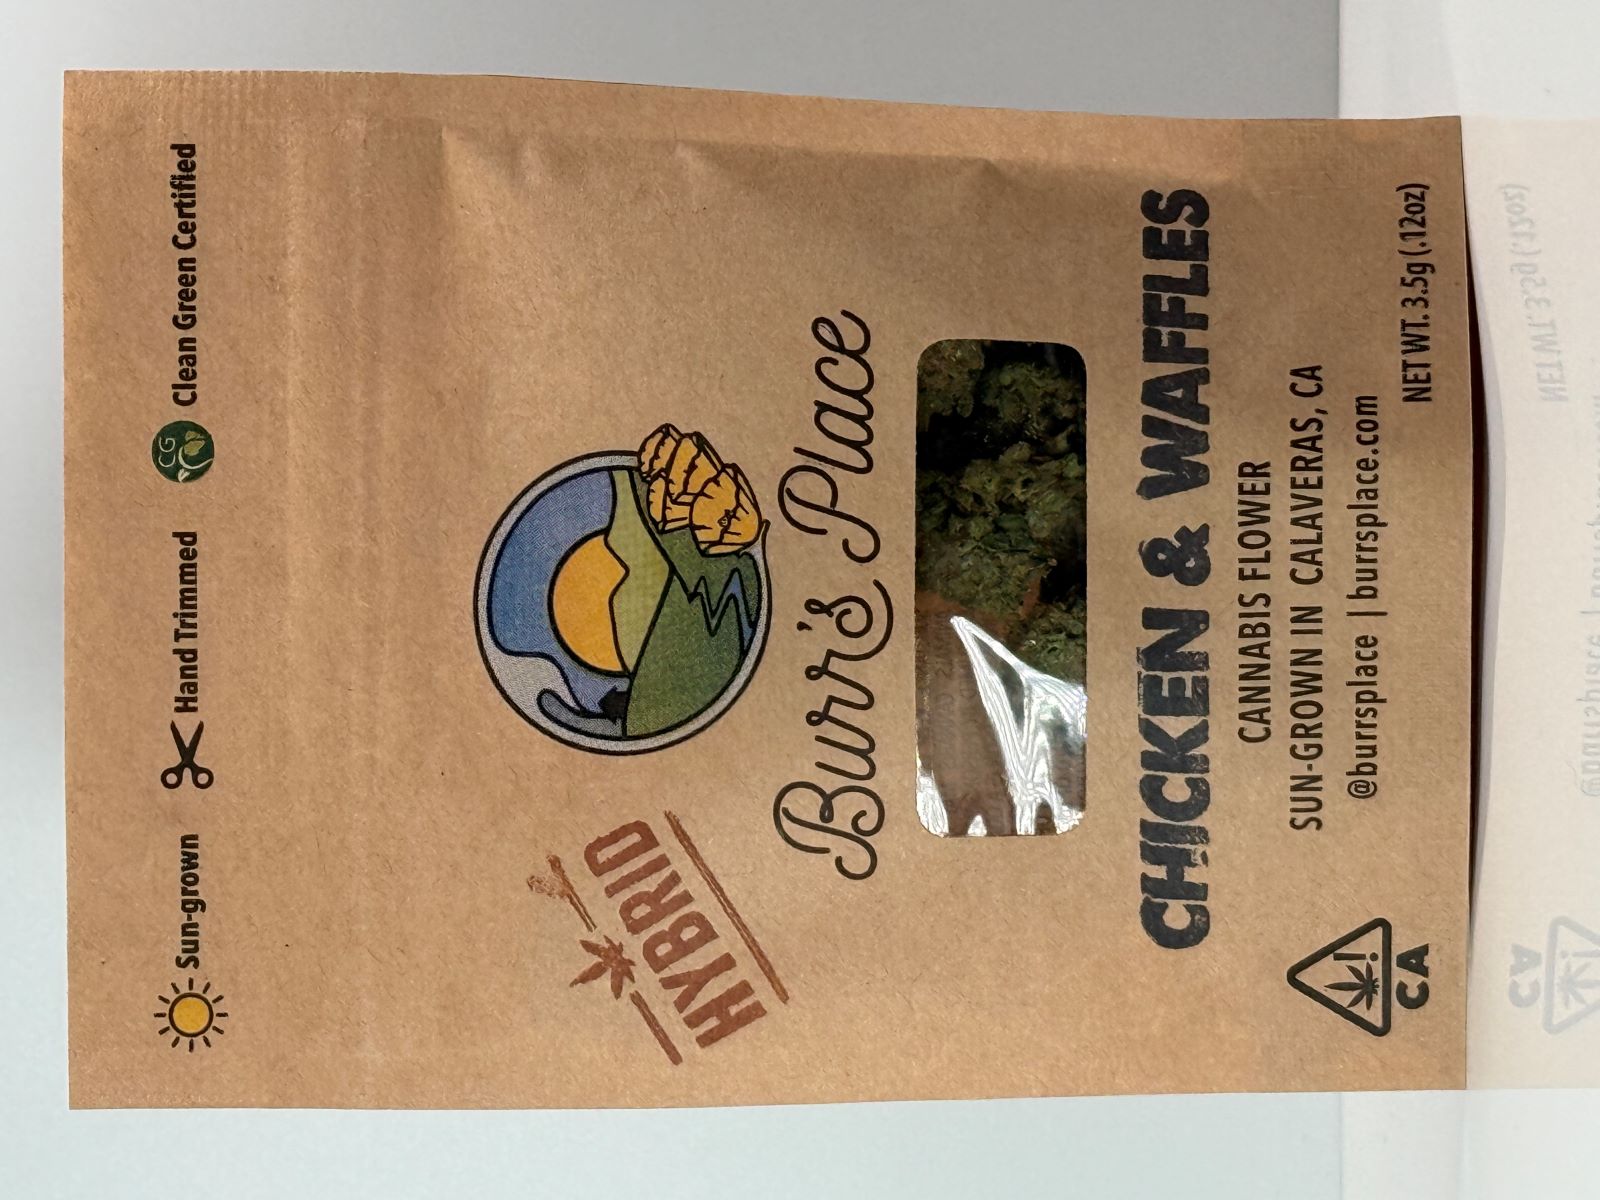 Sun-grown
Hand Trimmed
CG
Clean Green Certified
HYBRID
Burr's Place
CHICKEN & WAFFLES
CANNABIS FLOWER
SUN-GROWN IN CALAVERAS, CA
@burrsplace | burrsplace.com
CA
NET WT. 3.5g (.12oz)